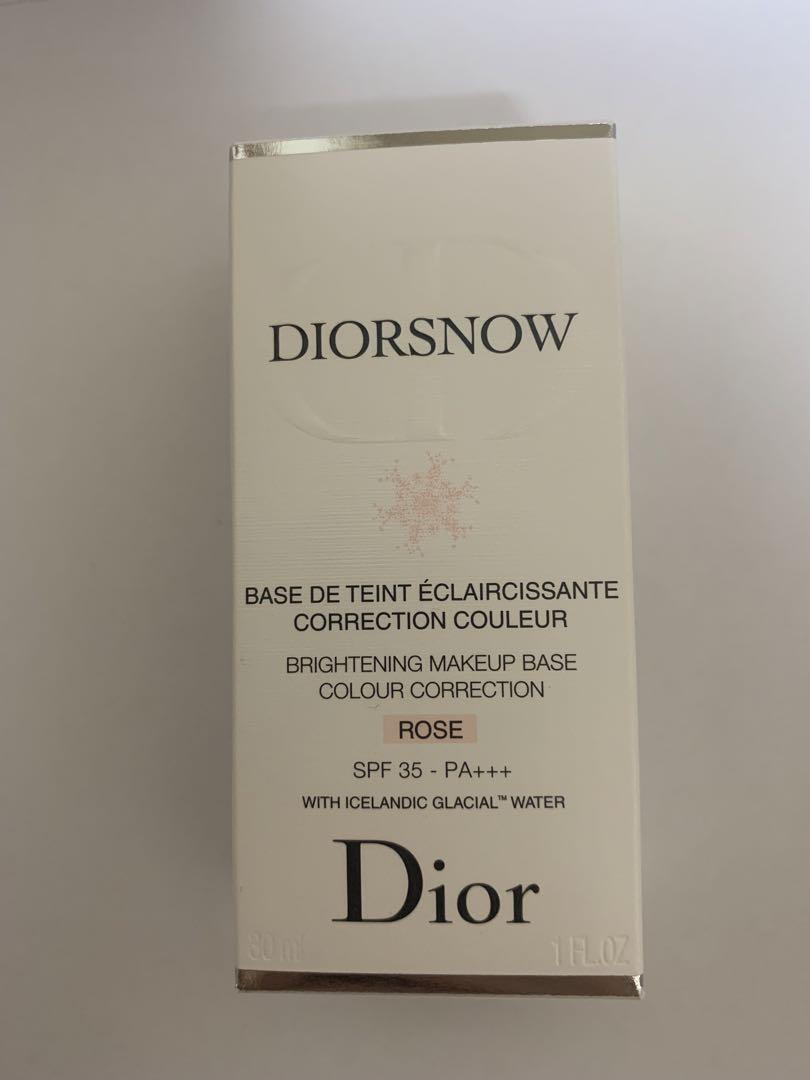 DIORSNOW
BASE DE TEINT ÉCLAIRCISSANTE
CORRECTION COULEUR
BRIGHTENING MAKEUP BASE
COLOUR CORRECTION
ROSE
SPF 35 - PA+++
WITH ICELANDIC GLACIAL™ WATER
Dior
30 ml 1 FL.OZ